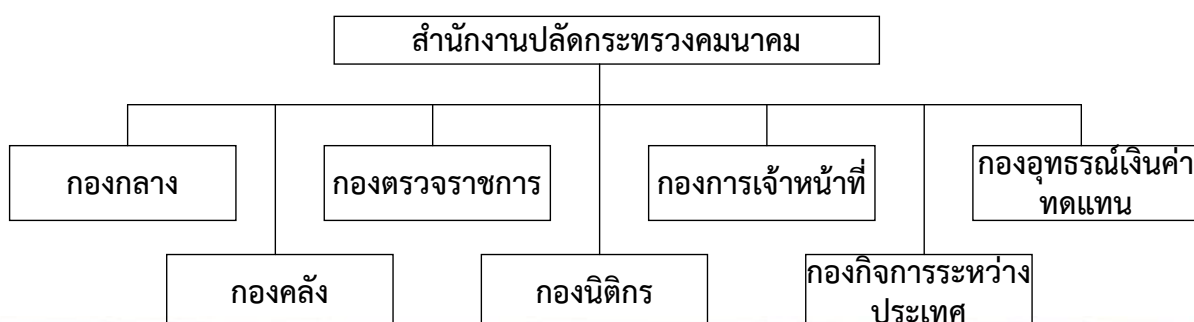 สำนักงานปลัดกระทรวงคมนาคม
กองกลาง
กองตรวจราชการ
กองการเจ้าหน้าที่
กองอุทธรณ์เงินค่า
ทดแทน
กองคลัง
กองนิติกร
กองกิจการระหว่าง
ประเทศ